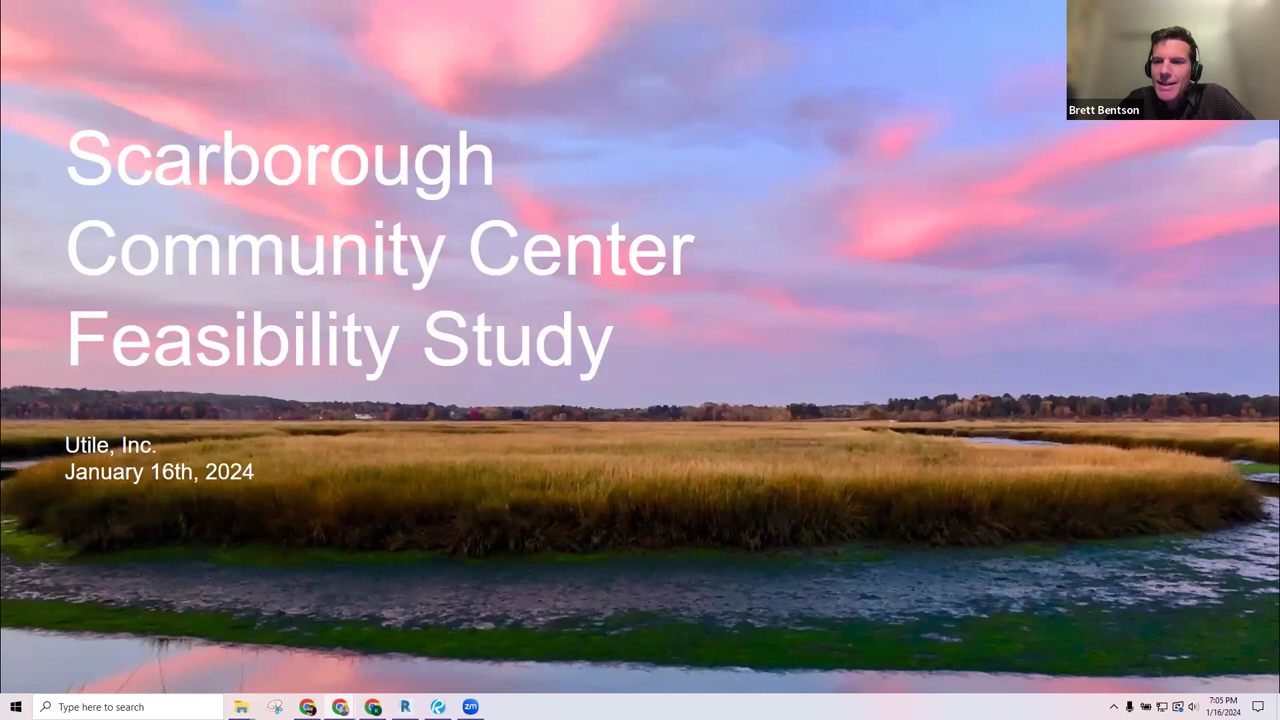 Brett Bentson
Scarborough
Community Center
Feasibility Study
Utile, Inc.
January 16th, 2024
Type here to search
R
zm
7:05 PM
1/16/2024